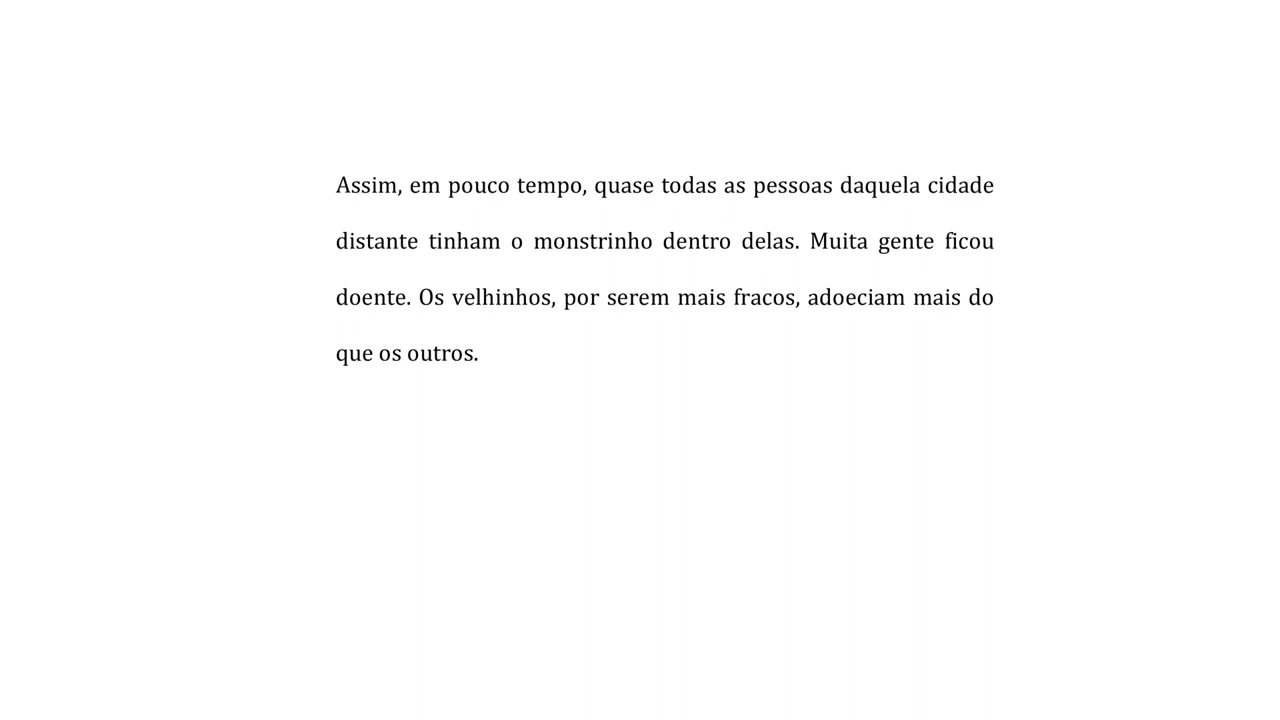 Assim, em pouco tempo, quase todas as pessoas daquela cidade
distante tinham o monstrinho dentro delas. Muita gente ficou
doente. Os velhinhos, por serem mais fracos, adoeciam mais do
que os outros.